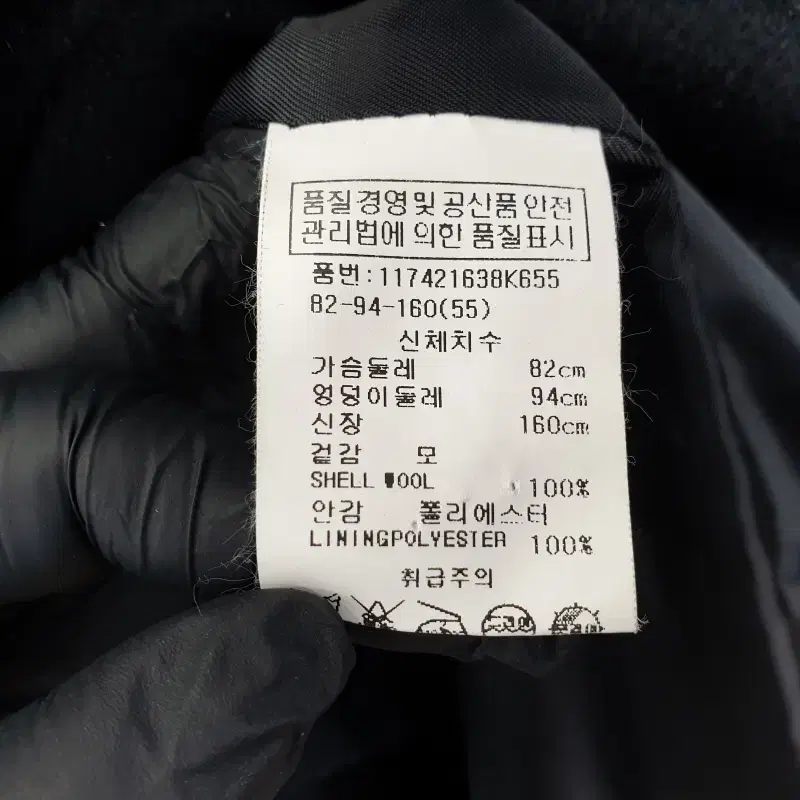 품질경영및공산품안전
관리법에 의한 품질표시
품번:117421638K655
82-94-160(55)
신체치수
가슴둘레 82cm
엉덩이둘레 94cm
신장 160cm
겉감 모
SHELL WOOL 100%
안감 폴리에스터
LININGPOLYESTER 100%
취급주의
드라이